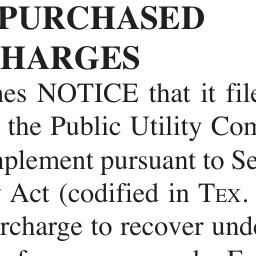 PURCHASED
HARGES
nes NOTICE that it file
the Public Utility Com
nplement pursuant to Se
Act (codified in TEX.
rcharge to recover unde